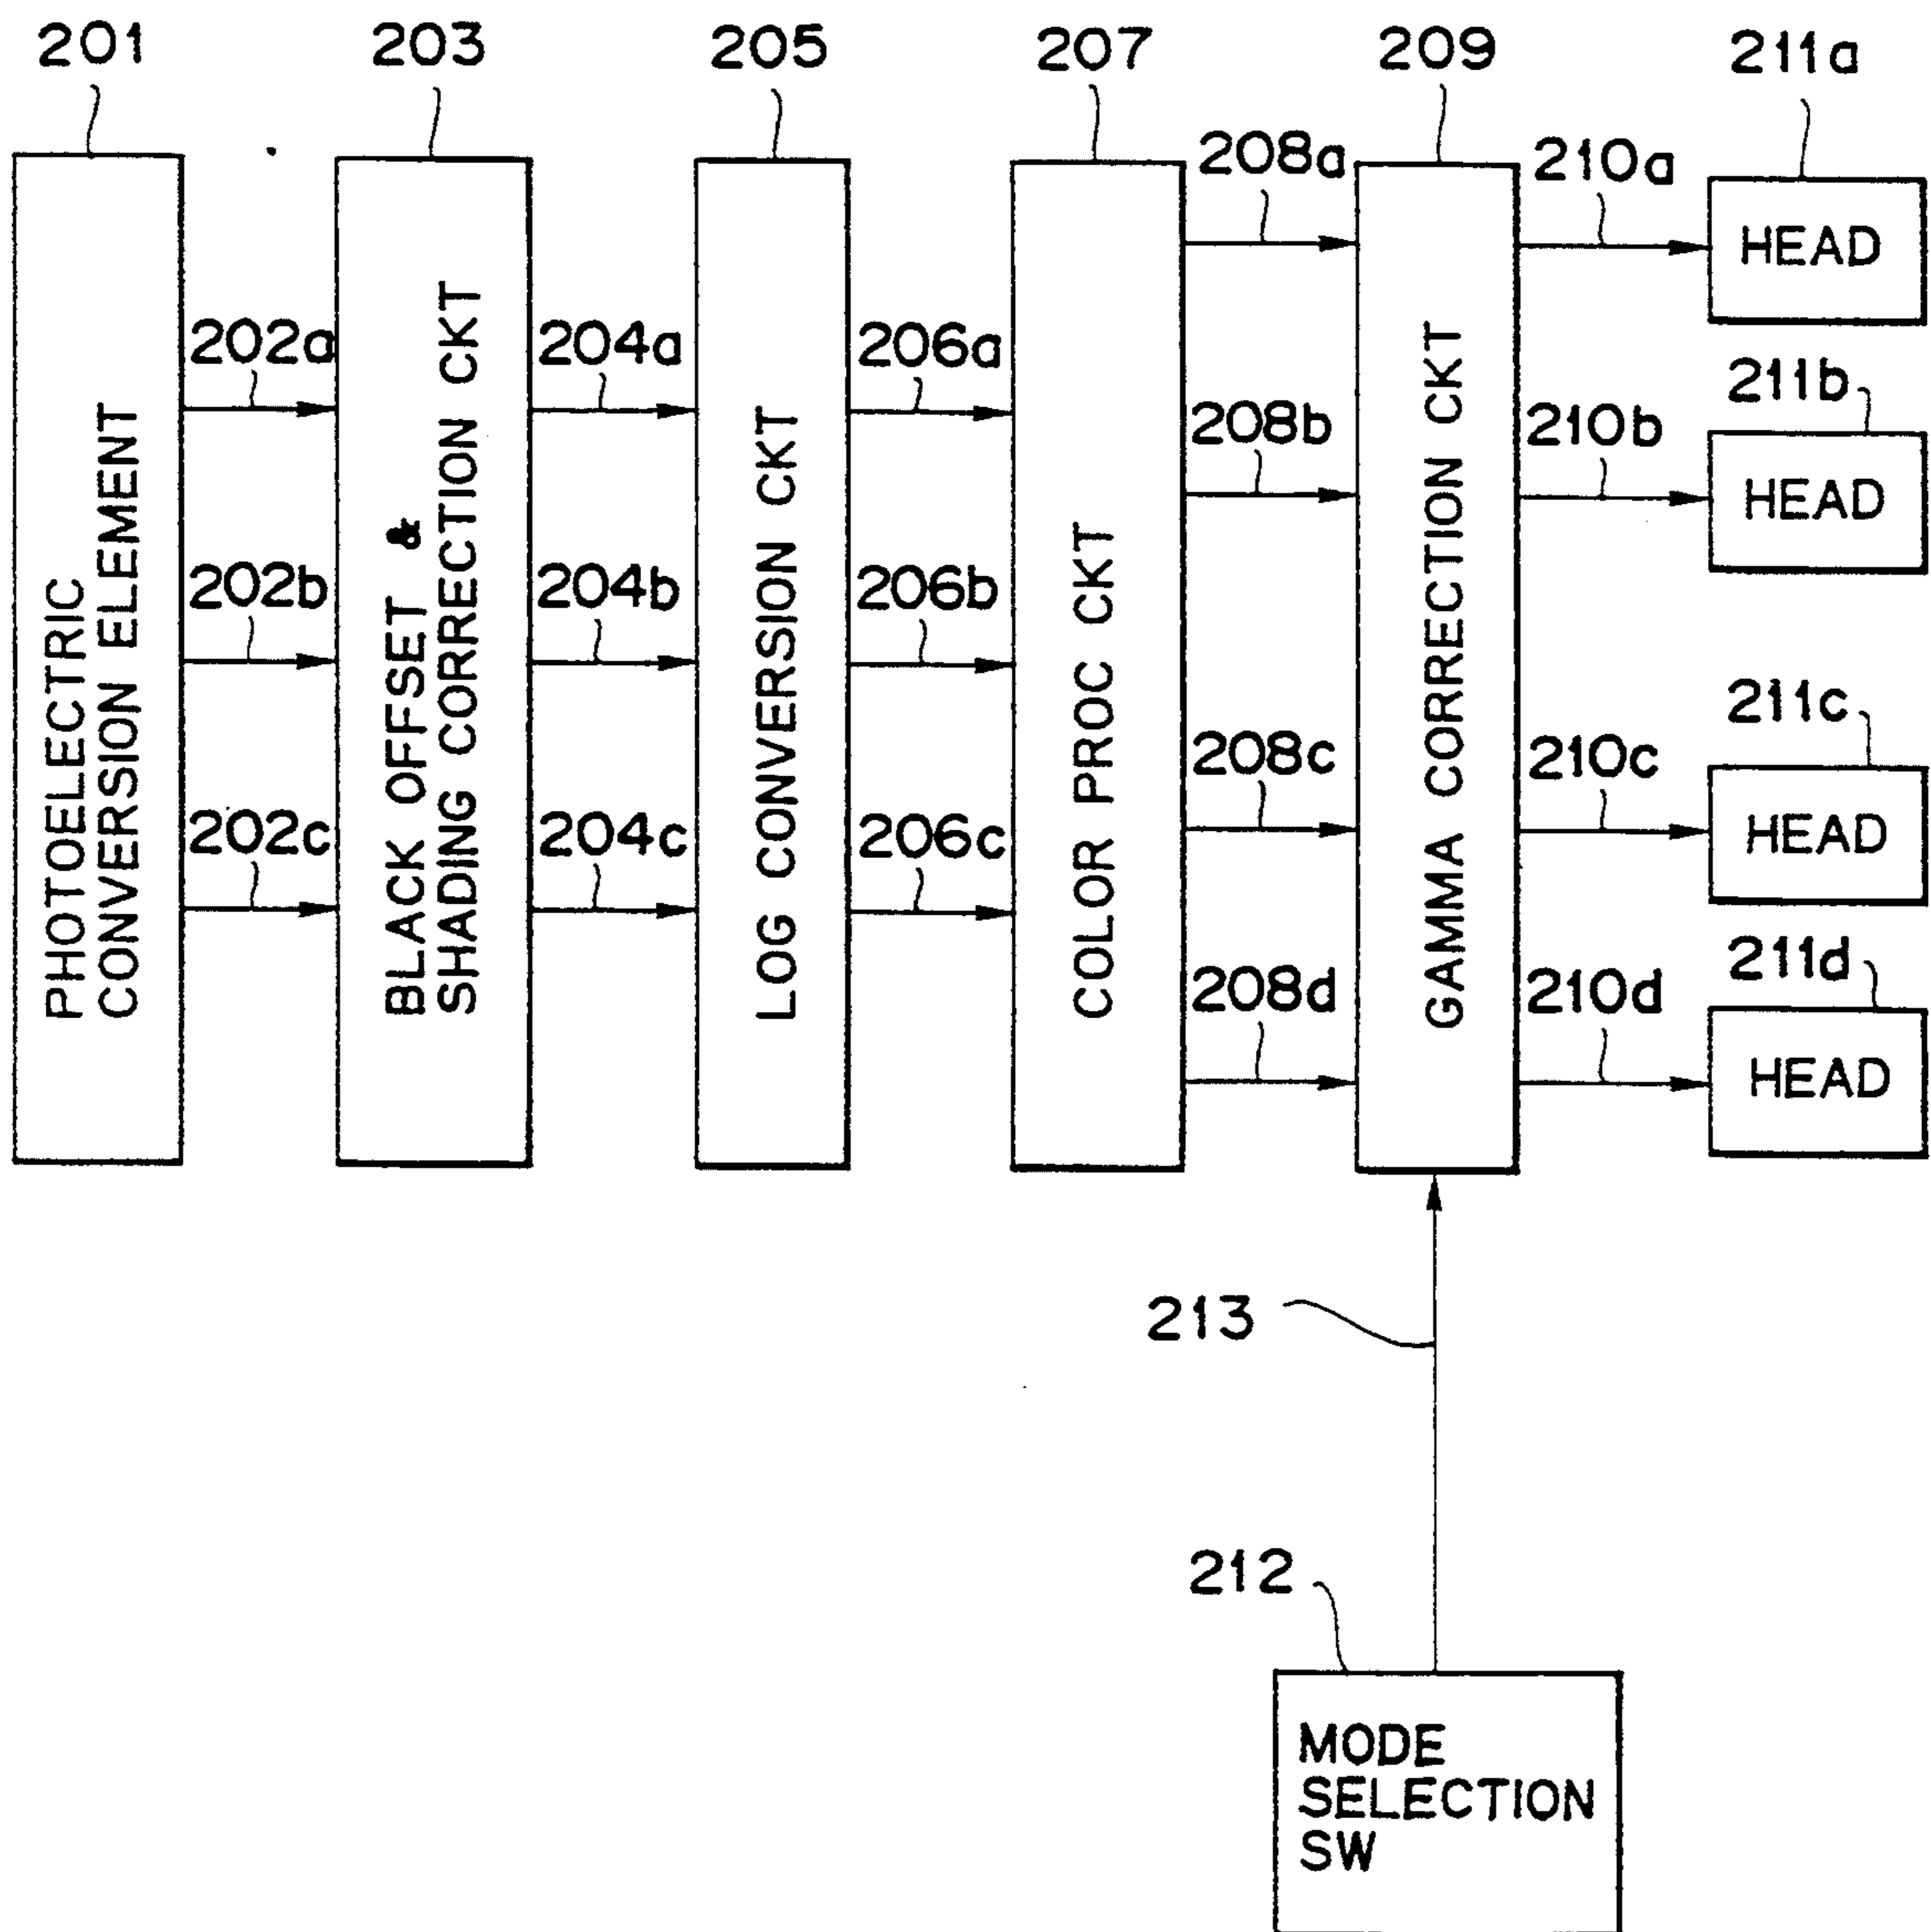 201
203
205
207
209
211a
208a
210a
HEAD
202a
204a
206a
211b
208b
210b
HEAD
202b
204b
206b
211c
208c
210c
HEAD
202c
204c
206c
211d
208d
210d
HEAD
PHOTOELECTRIC
CONVERSION ELEMENT
BLACK OFFSET &
SHADING CORRECTION CKT
LOG CONVERSION CKT
COLOR PROC CKT
GAMMA CORRECTION CKT
213
212
MODE
SELECTION
SW